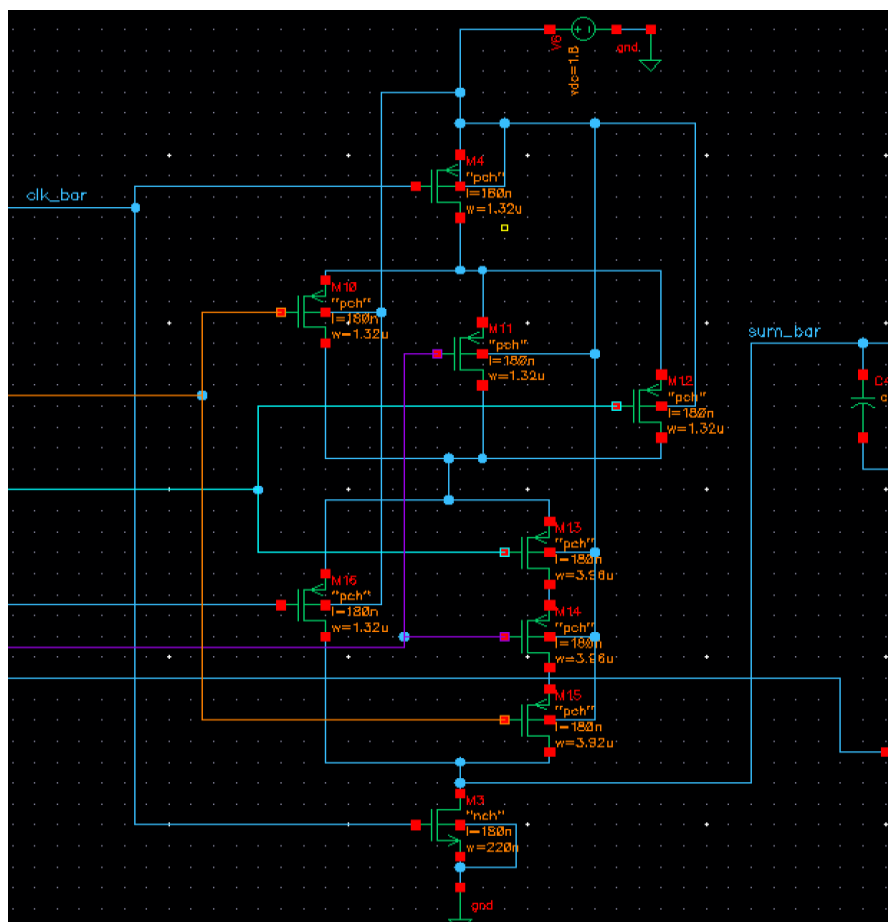 V6
gnd
vdc=1.8
M4
"pch"
l=180n
w=1.32u
clk_bar
M10
"pch"
l=180n
w=1.32u
M11
"pch"
l=180n
w=1.32u
sum_bar
M12
"pch"
l=180n
w=1.32u
M13
"pch"
l=180n
w=3.96u
M16
"pch"
l=180n
w=1.32u
M14
"pch"
l=180n
w=3.96u
M15
"pch"
l=180n
w=3.92u
M3
"nch"
l=180n
w=220n
gnd